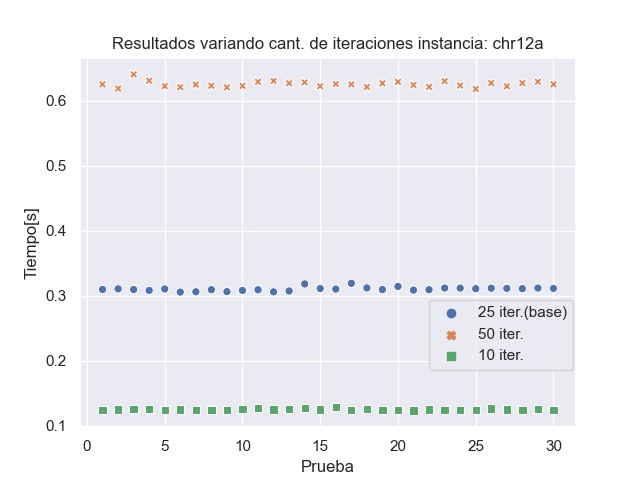 Resultados variando cant. de iteraciones instancia: chr12a
0.6
0.5
0.4
0.3
0.2
0.1
Tiempo[s]
25 iter.(base)
50 iter.
10 iter.
0 5 10 15 20 25 30
Prueba